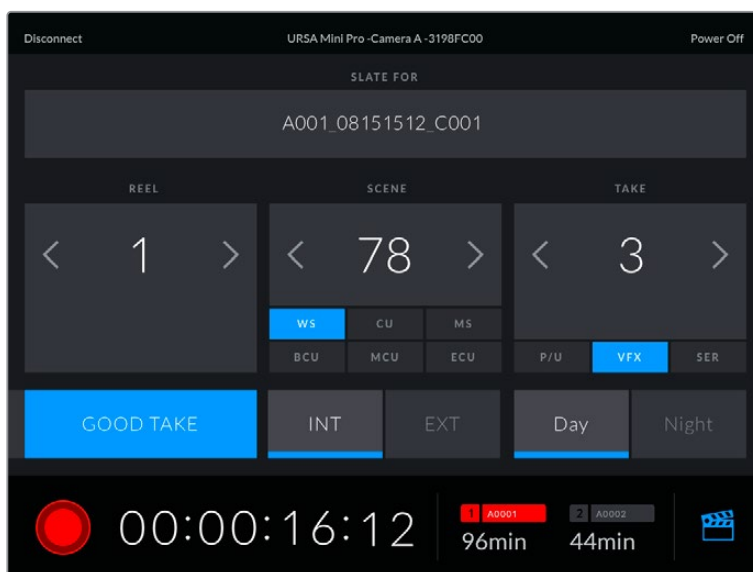 Disconnect URSA Mini Pro -Camera A -3198FC00 Power Off
SLATE FOR
A001_08151512_C001
REEL SCENE TAKE
< 1 > < 78 > < 3 >
WS CU MS
BCU MCU ECU P/U VFX SER
GOOD TAKE INT EXT Day Night
00:00:16:12 1 A0001 2 A0002
96min 44min